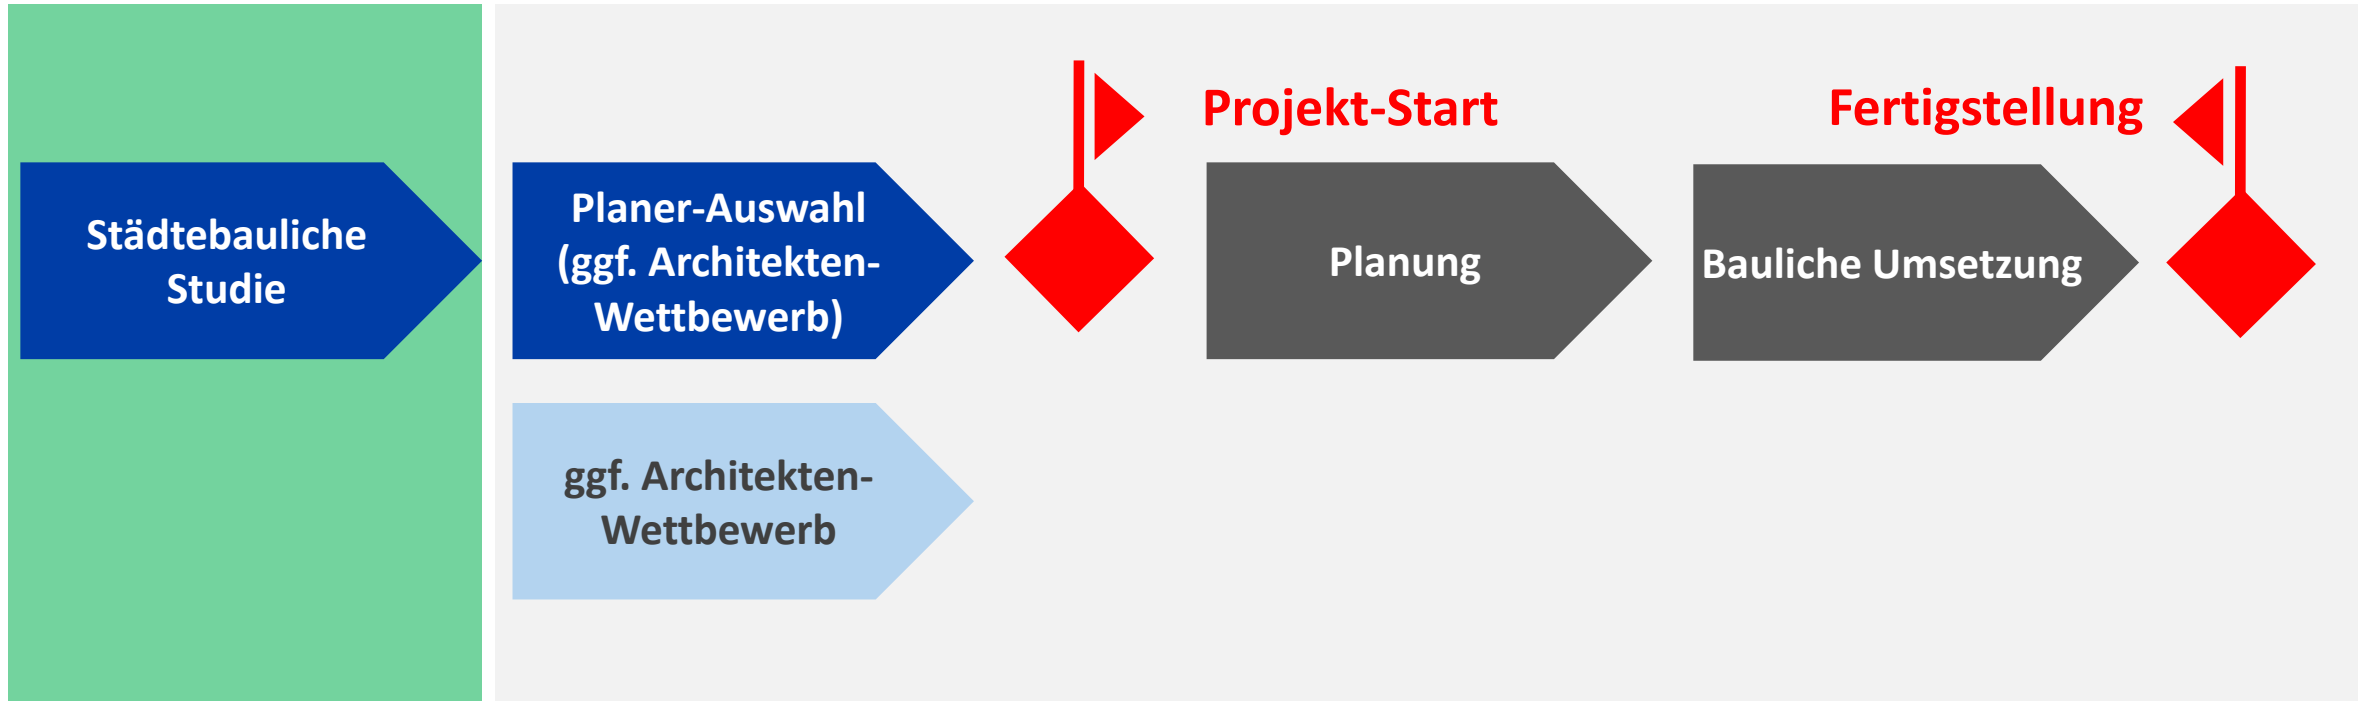 Projekt-Start
Fertigstellung
Städtebauliche
Studie
Planer-Auswahl
(ggf. Architekten-
Wettbewerb)
Planung
Bauliche Umsetzung
ggf. Architekten-
Wettbewerb